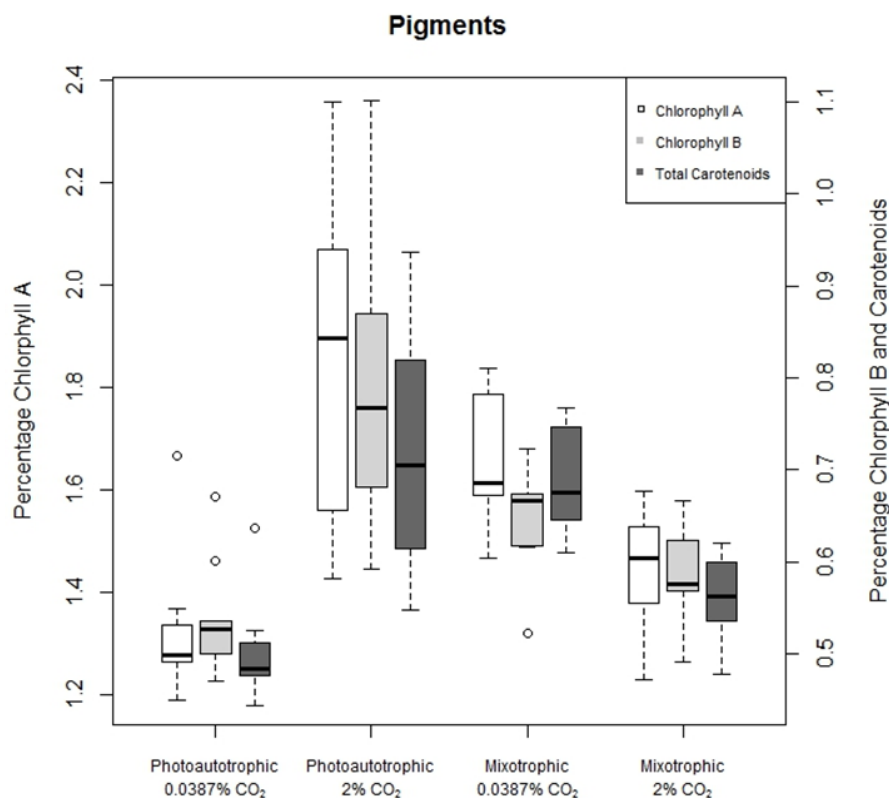 Pigments
Percentage Chlorphyll A
2.4
2.2
2.0
1.8
1.6
1.4
1.2
Chlorophyll A
Chlorophyll B
Total Carotenoids
1.1
1.0
0.9
0.8
0.7
0.6
0.5
Percentage Chlorphyll B and Carotenoids
Photoautotrophic
0.0387% CO₂
Photoautotrophic
2% CO₂
Mixotrophic
0.0387% CO₂
Mixotrophic
2% CO₂